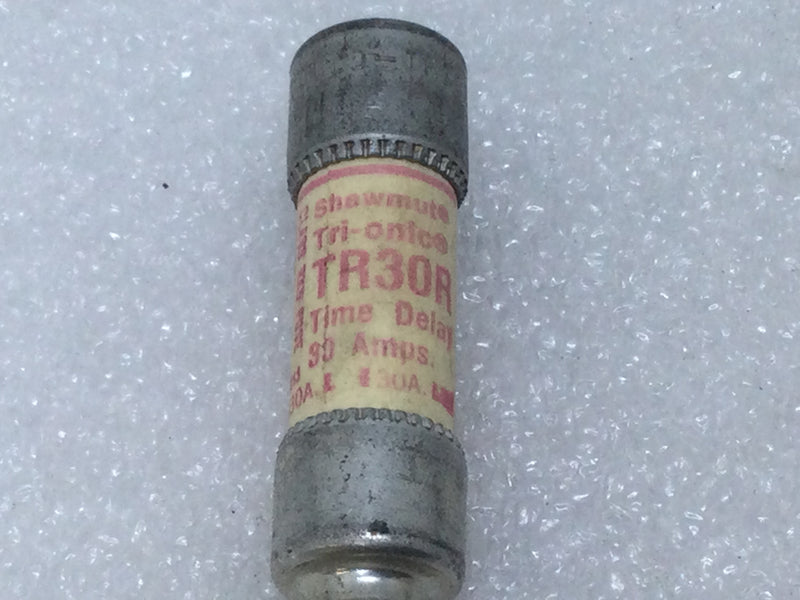 Shawmut®
Tri-onic®
TR30R
Time Delay
30 Amps.
30A. 30A.